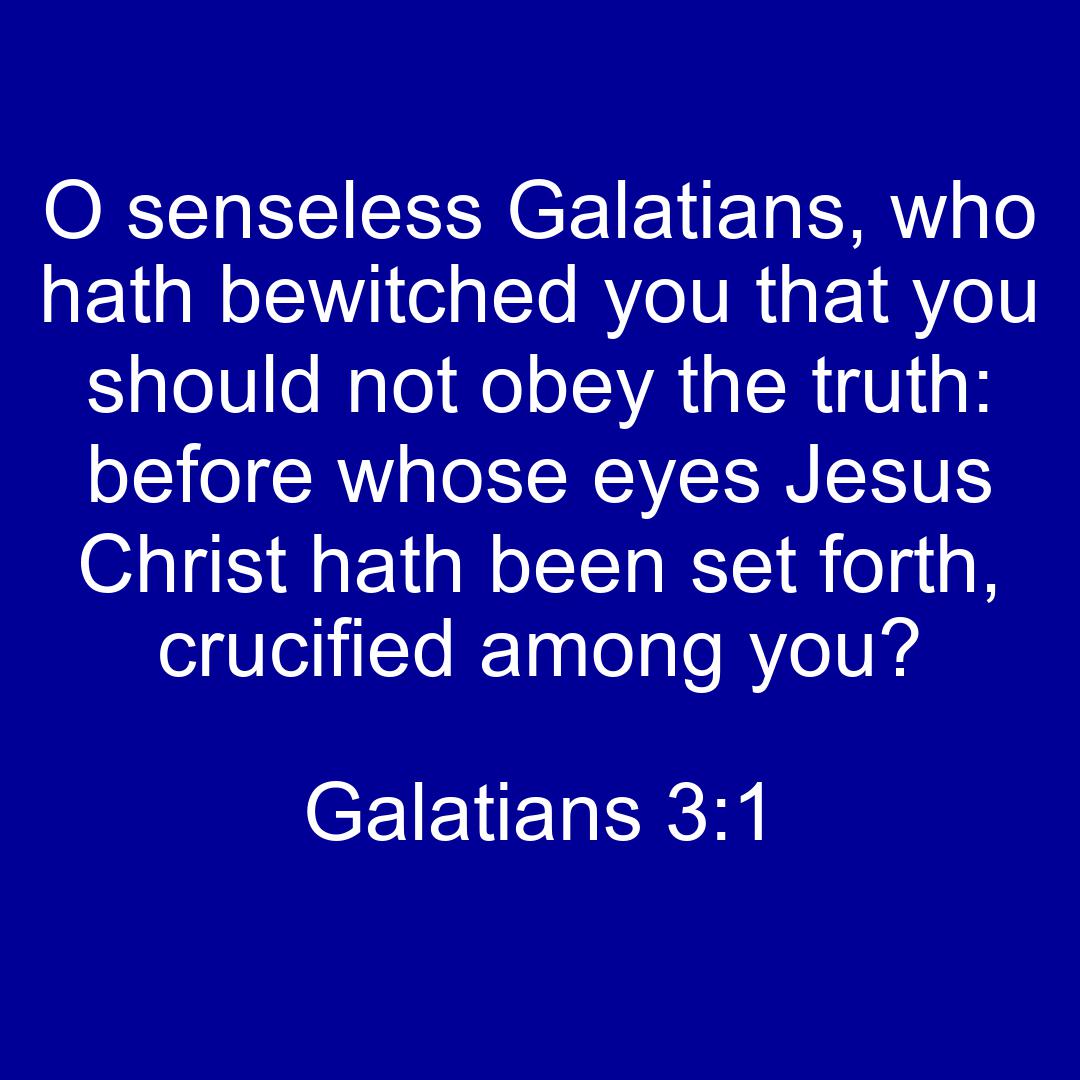 O senseless Galatians, who
hath bewitched you that you
should not obey the truth:
before whose eyes Jesus
Christ hath been set forth,
crucified among you?
Galatians 3:1